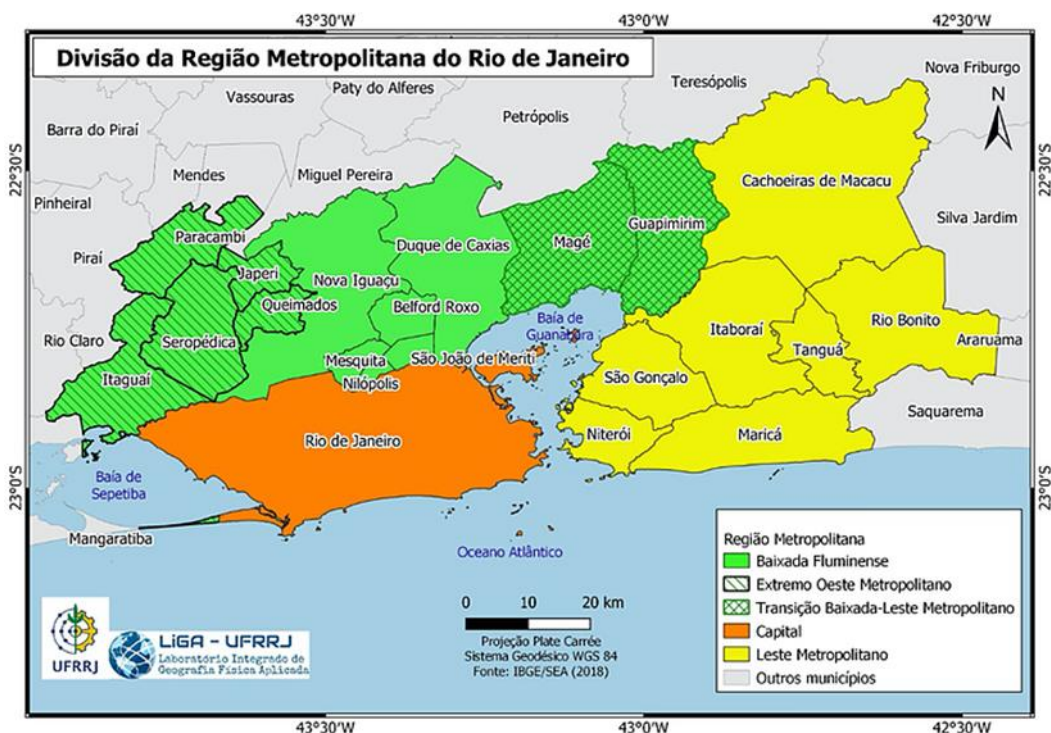 43°30'W 43°00'W 42°30'W
Divisão da Região Metropolitana do Rio de Janeiro
Nova Friburgo
Teresópolis
Paty do Alferes
Vassouras
Petrópolis
N
Barra do Piraí
22°30'S
22°30'S
Mendes
Miguel Pereira
Cachoeiras de Macacu
Pinheiral
Silva Jardim
Guapimirim
Paracambi
Magé
Duque de Caxias
Piraí
Japeri
Nova Iguaçu
Queimados
Belford Roxo
Baía de
Guanabara
Rio Bonito
Itaboraí
Rio Claro
Seropédica
Araruama
Tanguá
Mesquita
São João de Meriti
Itaguaí
São Gonçalo
Nilópolis
Saquarema
Rio de Janeiro
Niterói
Maricá
Baía de
Sepetiba
23°0'S
23°0'S
Mangaratiba
Oceano Atlântico
Região Metropolitana
Baixada Fluminense
Extremo Oeste Metropolitano
Transição Baixada-Leste Metropolitano
Capital
Leste Metropolitano
Outros municípios
0 10 20 km
Projeção Plate Carrée
Sistema Geodésico WGS 84
Fonte: IBGE/SEA (2018)
UFRRJ
LiGA - UFRRJ
Laboratório Integrado de
Geografia Física Aplicada
43°30'W 43°00'W 42°30'W